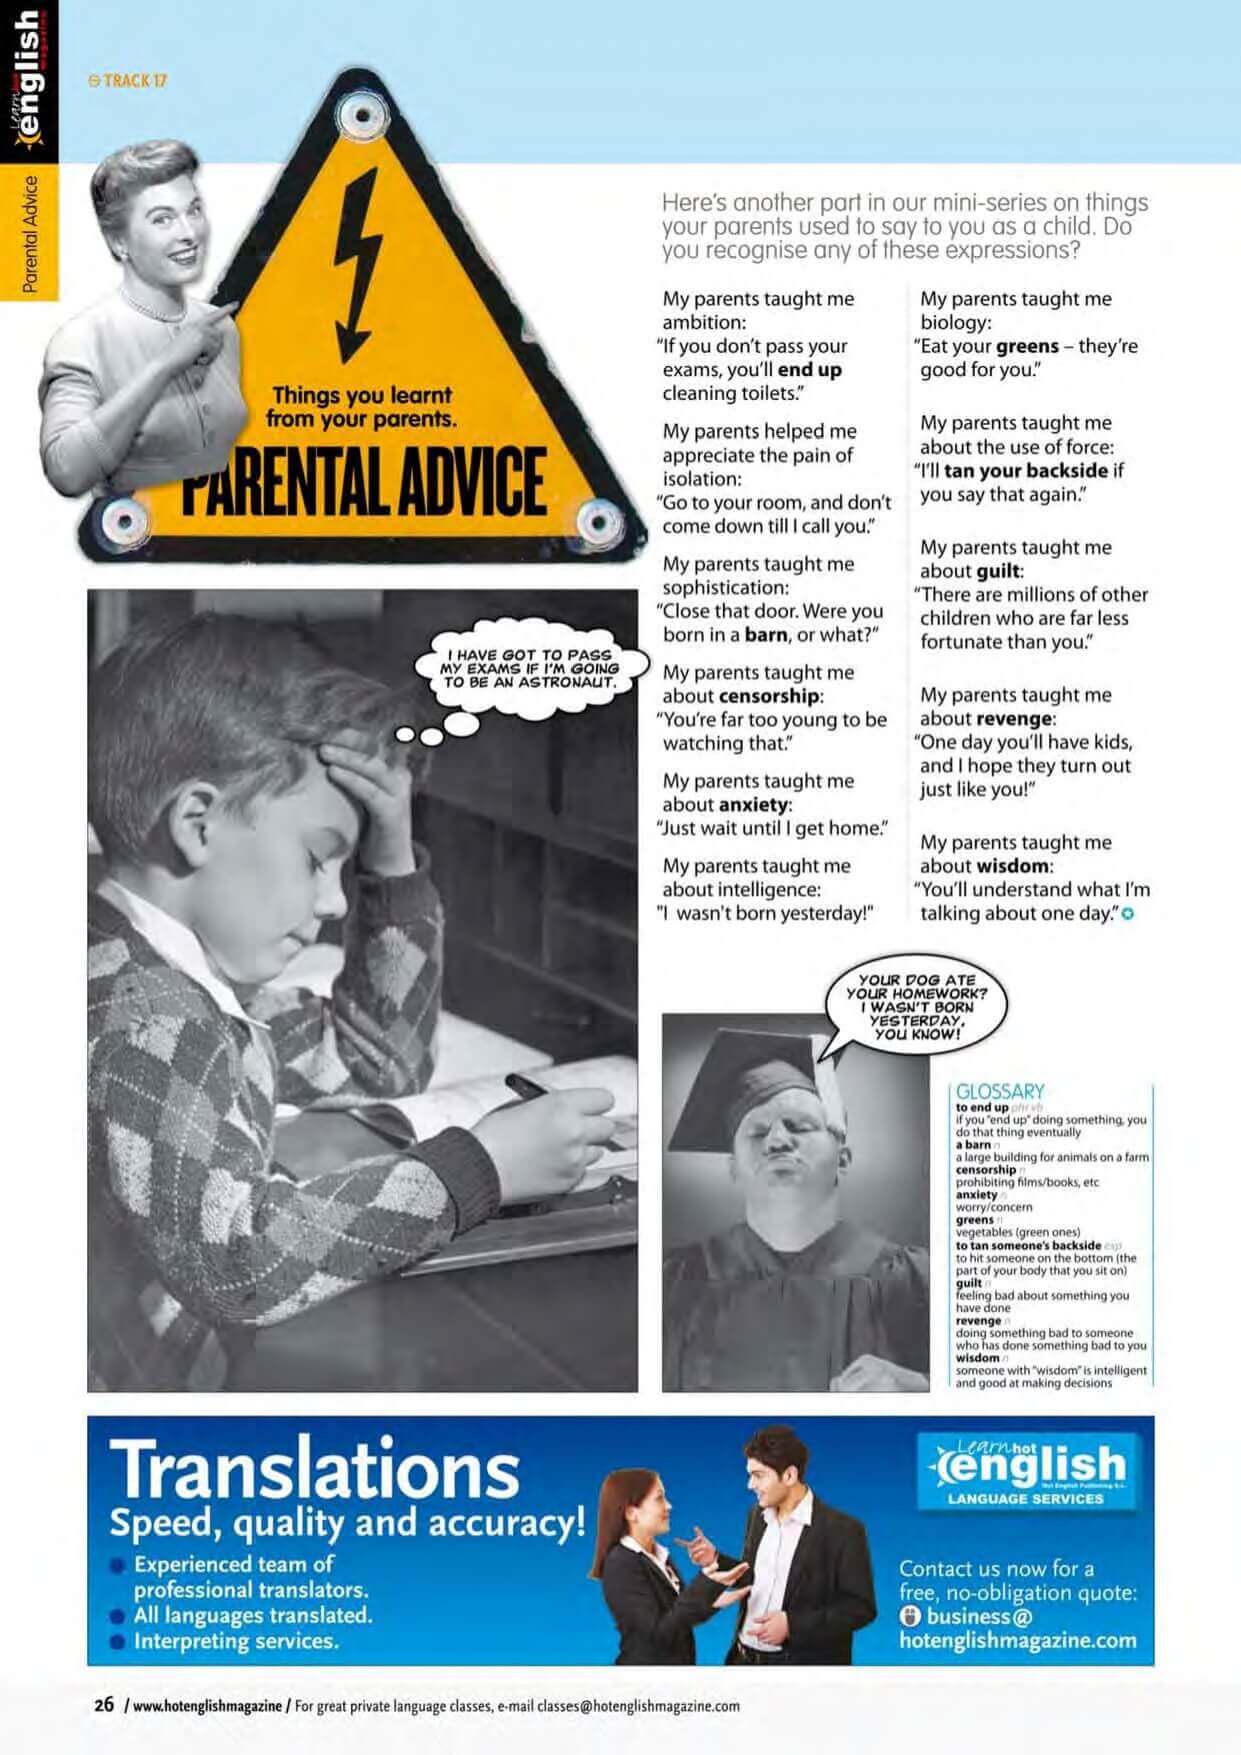 Learn hot
english
magazine
Parental Advice
TRACK 17
Things you learnt
from your parents.
PARENTAL ADVICE
Here's another part in our mini-series on things
your parents used to say to you as a child. Do
you recognise any of these expressions?
My parents taught me
ambition:
"If you don't pass your
exams, you'll end up
cleaning toilets."
My parents helped me
appreciate the pain of
isolation:
"Go to your room, and don't
come down till I call you."
My parents taught me
sophistication:
"Close that door. Were you
born in a barn, or what?"
My parents taught me
about censorship:
"You're far too young to be
watching that."
My parents taught me
about anxiety:
"Just wait until I get home."
My parents taught me
about intelligence:
"I wasn't born yesterday!"
My parents taught me
biology:
"Eat your greens – they're
good for you."
My parents taught me
about the use of force:
"I'll tan your backside if
you say that again."
My parents taught me
about guilt:
"There are millions of other
children who are far less
fortunate than you."
My parents taught me
about revenge:
"One day you'll have kids,
and I hope they turn out
just like you!"
My parents taught me
about wisdom:
"You'll understand what I'm
talking about one day."
I HAVE GOT TO PASS
MY EXAMS IF I'M GOING
TO BE AN ASTRONAUT.
YOUR DOG ATE
YOUR HOMEWORK?
I WASN'T BORN
YESTERDAY,
YOU KNOW!
GLOSSARY
to end up phr vb
if you "end up" doing something, you
do that thing eventually
a barn n
a large building for animals on a farm
censorship n
prohibiting films/books, etc
anxiety n
worry/concern
greens n
vegetables (green ones)
to tan someone's backside exp
to hit someone on the bottom (the
part of your body that you sit on)
guilt n
feeling bad about something you
have done
revenge n
doing something bad to someone
who has done something bad to you
wisdom n
someone with "wisdom" is intelligent
and good at making decisions
Translations
Speed, quality and accuracy!
Experienced team of
professional translators.
All languages translated.
Interpreting services.
Learn hot
english
Hot English Publishing S.L.
LANGUAGE SERVICES
Contact us now for a
free, no-obligation quote:
business@
hotenglishmagazine.com
26 / www.hotenglishmagazine / For great private language classes, e-mail classes@hotenglishmagazine.com